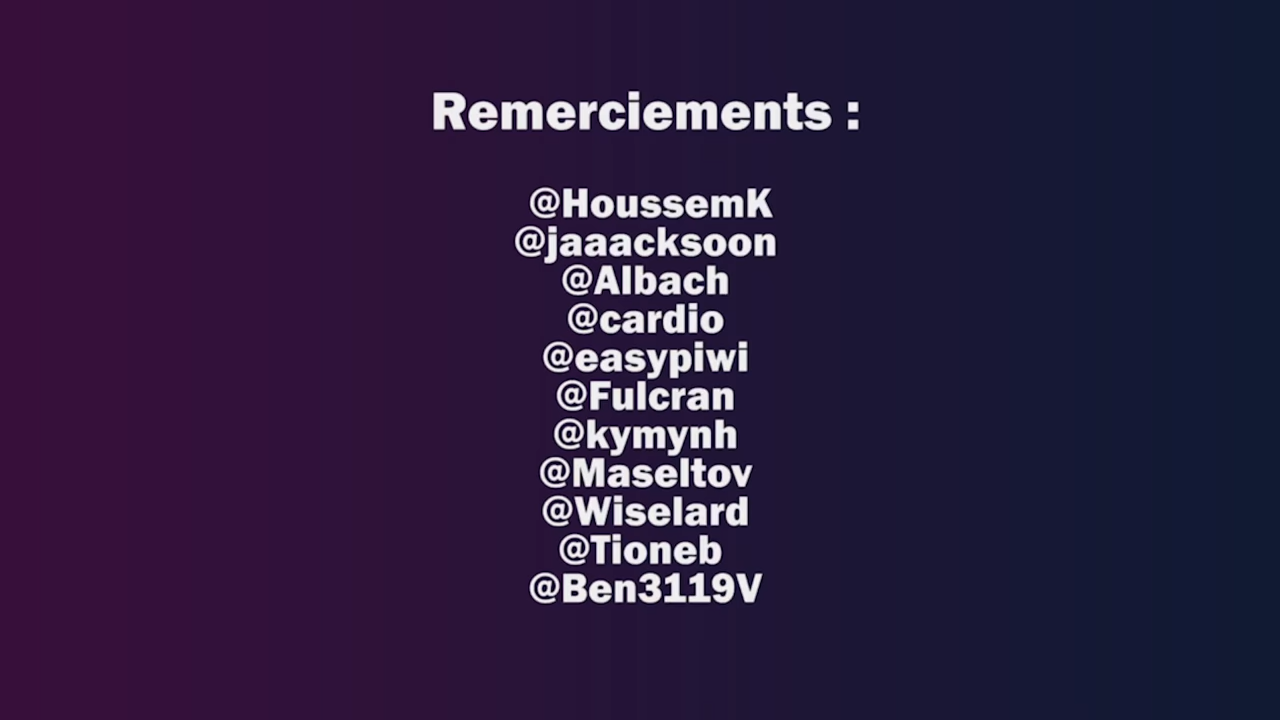 Remerciements :
@HoussemK
@jaaacksoon
@Albach
@cardio
@easypiwi
@Fulcran
@kymynh
@Maseltov
@Wiselard
@Tioneb
@Ben3119V